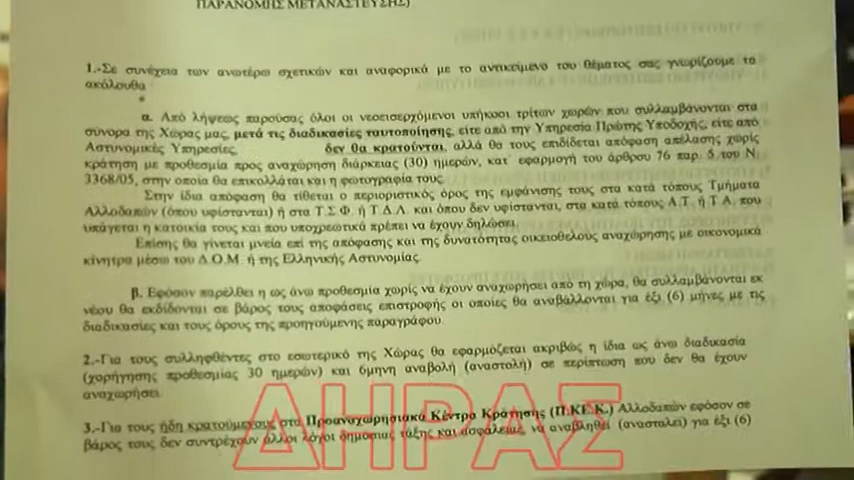 ΠΑΡΑΝΟΜΗΣ ΜΕΤΑΝΑΣΤΕΥΣΗΣ)
1.-Σε συνέχεια των ανωτέρω σχετικών και αναφορικά με το αντικείμενο του θέματος σας γνωρίζουμε τα
ακόλουθα
α. Από λήψεως παρούσας όλοι οι νεοεισερχόμενοι υπήκοοι τρίτων χωρών που συλλαμβάνονται στα
σύνορα της Χώρας μας, μετά τις διαδικασίες ταυτοποίησης, είτε από την Υπηρεσία Πρώτης Υποδοχής, είτε από
Αστυνομικές Υπηρεσίες, δεν θα κρατούνται, αλλά θα τους επιδίδεται απόφαση απέλασης χωρίς
κράτηση με προθεσμία προς αναχώρηση διάρκειας (30) ημερών, κατ΄ εφαρμογή του άρθρου 76 παρ. 5 του Ν.
3368/05, στην οποία θα επικολλάται και η φωτογραφία τους.
Στην ίδια απόφαση θα τίθεται ο περιοριστικός όρος της εμφάνισής τους στα κατά τόπους Τμήματα
Αλλοδαπών (όπου υφίστανται) ή στα Τ.Σ.Φ. ή Τ.Δ.Λ. και όπου δεν υφίστανται, στα κατά τόπους Α.Τ. ή Τ.Α. που
υπάγεται η κατοικία τους και που υποχρεωτικά πρέπει να έχουν δηλώσει.
Επίσης θα γίνεται μνεία επί της απόφασης και της δυνατότητας οικειοθελούς αναχώρησης με οικονομικά
κίνητρα μέσω του Δ.Ο.Μ. ή της Ελληνικής Αστυνομίας.
β. Εφόσον παρέλθει η ως άνω προθεσμία χωρίς να έχουν αναχωρήσει από τη χώρα, θα συλλαμβάνονται εκ
νέου θα εκδίδονται σε βάρος τους αποφάσεις επιστροφής οι οποίες θα αναβάλλονται για έξι (6) μήνες με τις
διαδικασίες και τους όρους της προηγούμενης παραγράφου.
2.-Για τους συλληφθέντες στο εσωτερικό της Χώρας θα εφαρμόζεται ακριβώς η ίδια ως άνω διαδικασία
(χορήγησης προθεσμίας 30 ημερών) και 6μηνη αναβολή (αναστολή) σε περίπτωση που δεν θα έχουν
αναχωρήσει.
3.-Για τους ήδη κρατούμενους στα Προαναχωρησιακά Κέντρα Κράτησης (Π.ΚΕ.Κ.) Αλλοδαπών εφόσον σε
βάρος τους δεν συντρέχουν άλλοι λόγοι δημόσιας τάξης και ασφάλειας, να αναβληθεί (ανασταλεί) για έξι (6)
ΔΗΡΑΣ